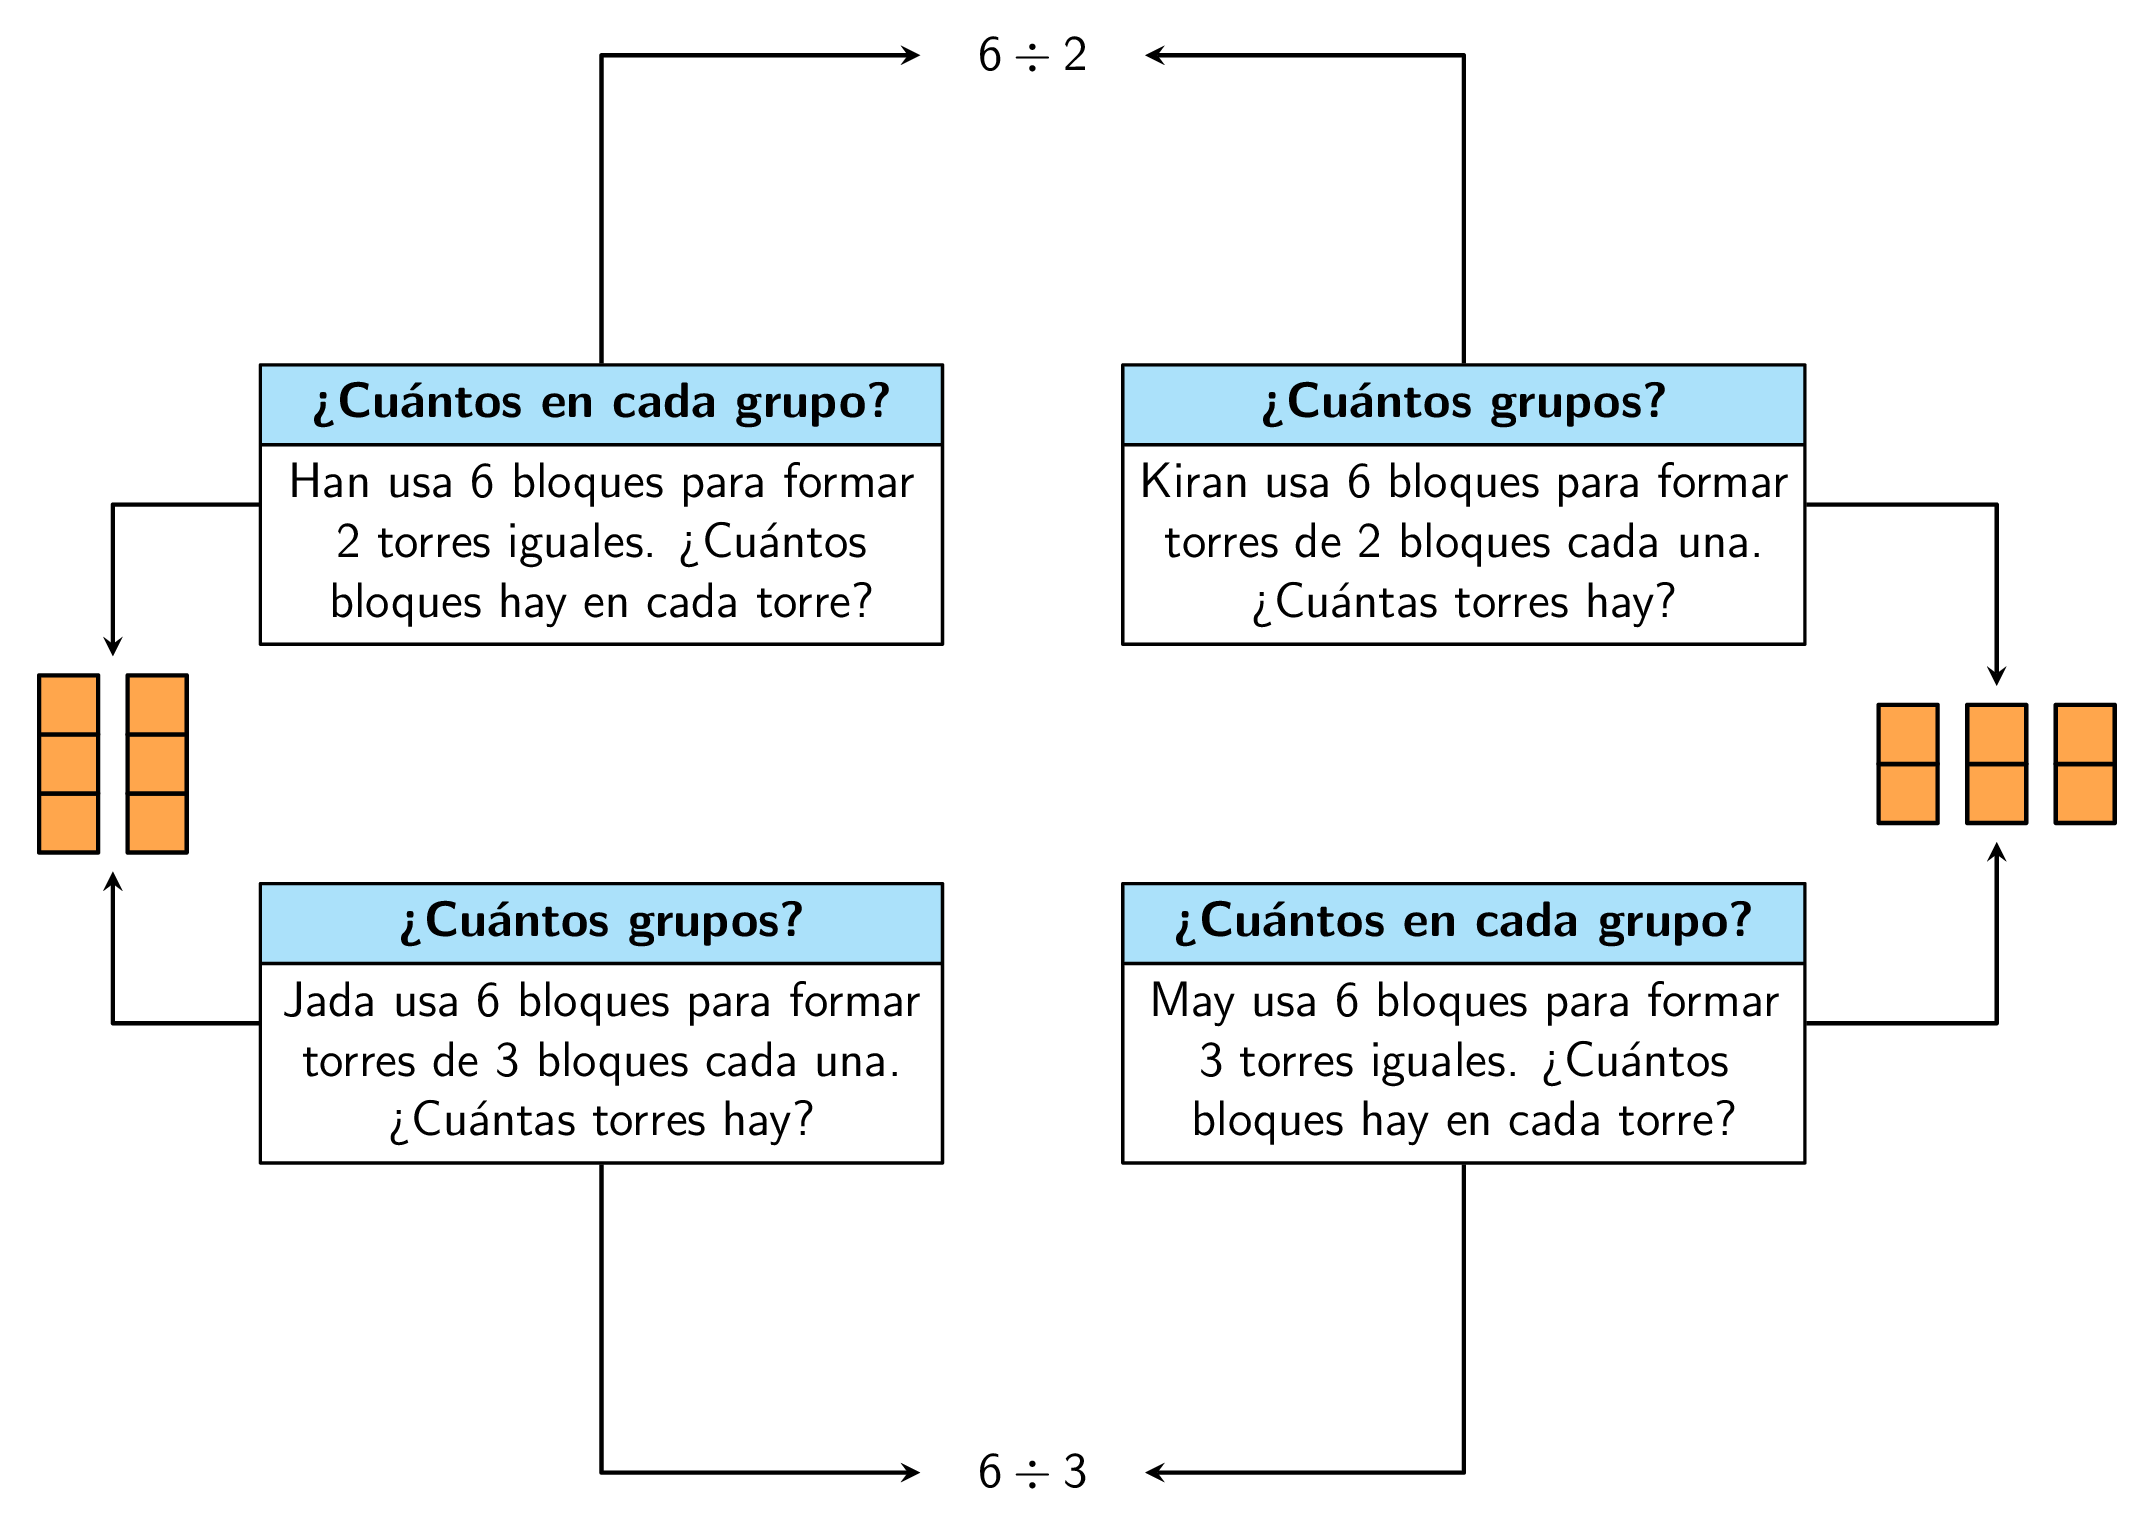 6 ÷ 2
¿Cuántos en cada grupo?
Han usa 6 bloques para formar
2 torres iguales. ¿Cuántos
bloques hay en cada torre?
¿Cuántos grupos?
Kiran usa 6 bloques para formar
torres de 2 bloques cada una.
¿Cuántas torres hay?
¿Cuántos grupos?
Jada usa 6 bloques para formar
torres de 3 bloques cada una.
¿Cuántas torres hay?
¿Cuántos en cada grupo?
May usa 6 bloques para formar
3 torres iguales. ¿Cuántos
bloques hay en cada torre?
6 ÷ 3